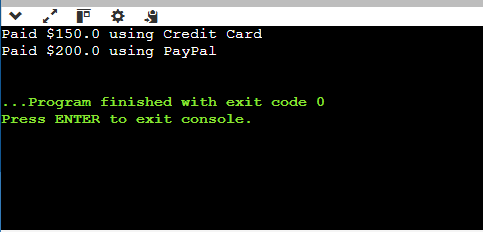 Paid $150.0 using Credit Card
Paid $200.0 using PayPal
...Program finished with exit code 0
Press ENTER to exit console.